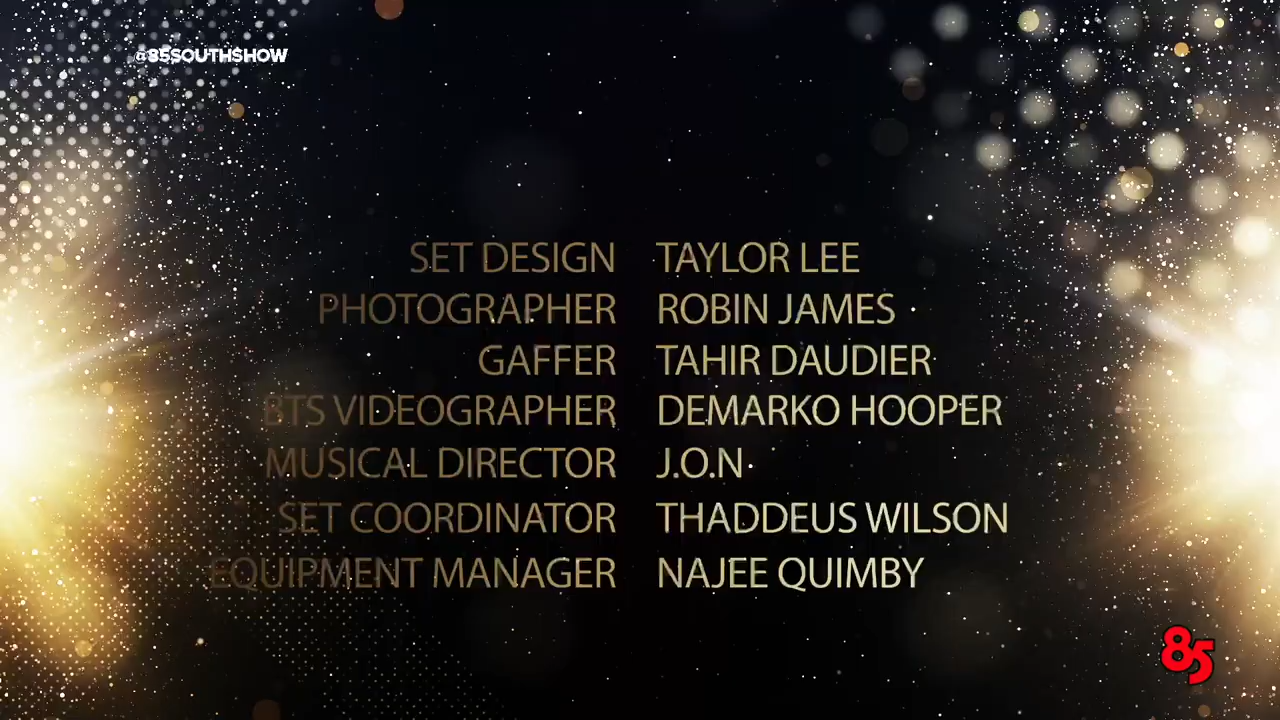 @85SOUTHSHOW
SET DESIGN TAYLOR LEE
PHOTOGRAPHER ROBIN JAMES
GAFFER TAHIR DAUDIER
BTS VIDEOGRAPHER DEMARKO HOOPER
MUSICAL DIRECTOR J.O.N
SET COORDINATOR THADDEUS WILSON
EQUIPMENT MANAGER NAJEE QUIMBY
85